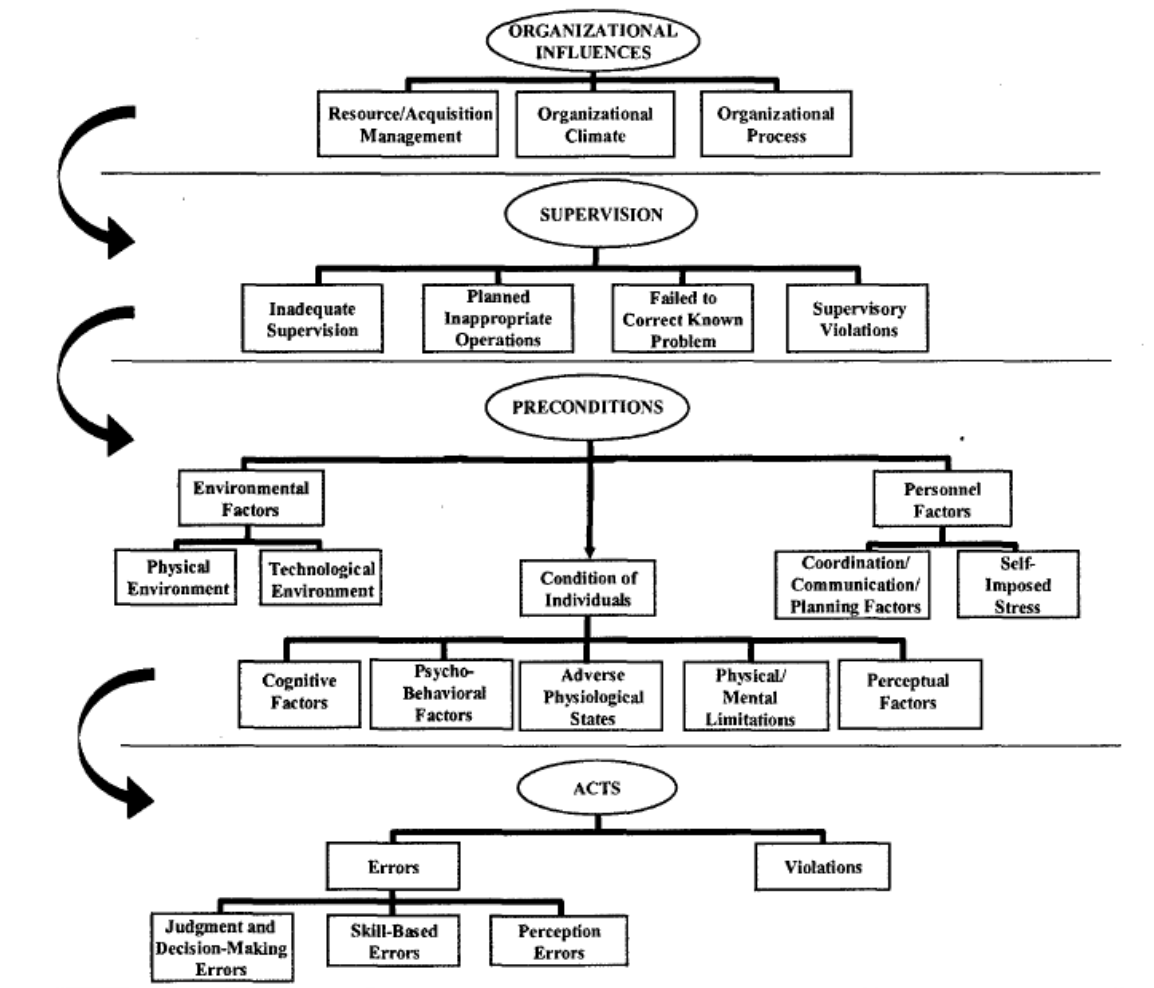 ORGANIZATIONAL
INFLUENCES
Resource/Acquisition
Management
Organizational
Climate
Organizational
Process
SUPERVISION
Inadequate
Supervision
Planned
Inappropriate
Operations
Failed to
Correct Known
Problem
Supervisory
Violations
PRECONDITIONS
Environmental
Factors
Personnel
Factors
Physical
Environment
Technological
Environment
Condition of
Individuals
Coordination/
Communication/
Planning Factors
Self-
Imposed
Stress
Cognitive
Factors
Psycho-
Behavioral
Factors
Adverse
Physiological
States
Physical/
Mental
Limitations
Perceptual
Factors
ACTS
Errors
Violations
Judgment and
Decision-Making
Errors
Skill-Based
Errors
Perception
Errors